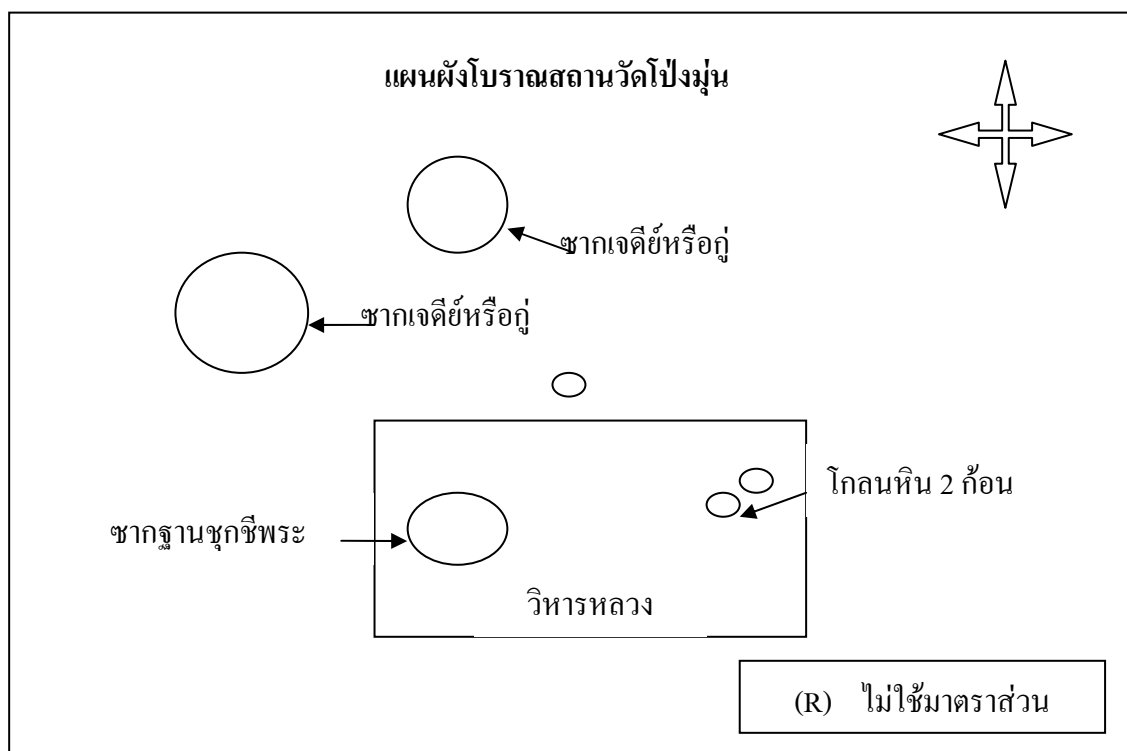 แผนผังโบราณสถานวัดโป่งมุ่น
ซากเจดีย์หรือกู่
ซากเจดีย์หรือกู่
โกลนหิน 2 ก้อน
ซากฐานชุกชีพระ
วิหารหลวง
(R) ไม่ใช้มาตราส่วน